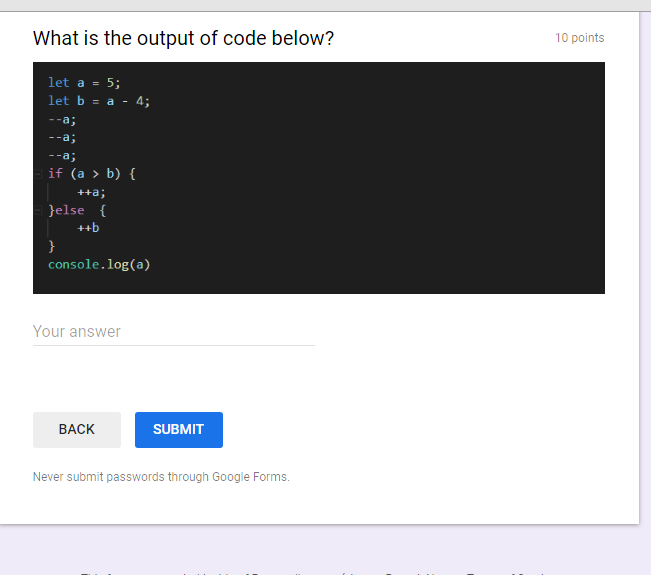 What is the output of code below?
10 points
let a = 5;
let b = a - 4;
--a;
--a;
--a;
if (a > b) {
++a;
}else  {
++b
}
console.log(a)
Your answer
BACK
SUBMIT
Never submit passwords through Google Forms.